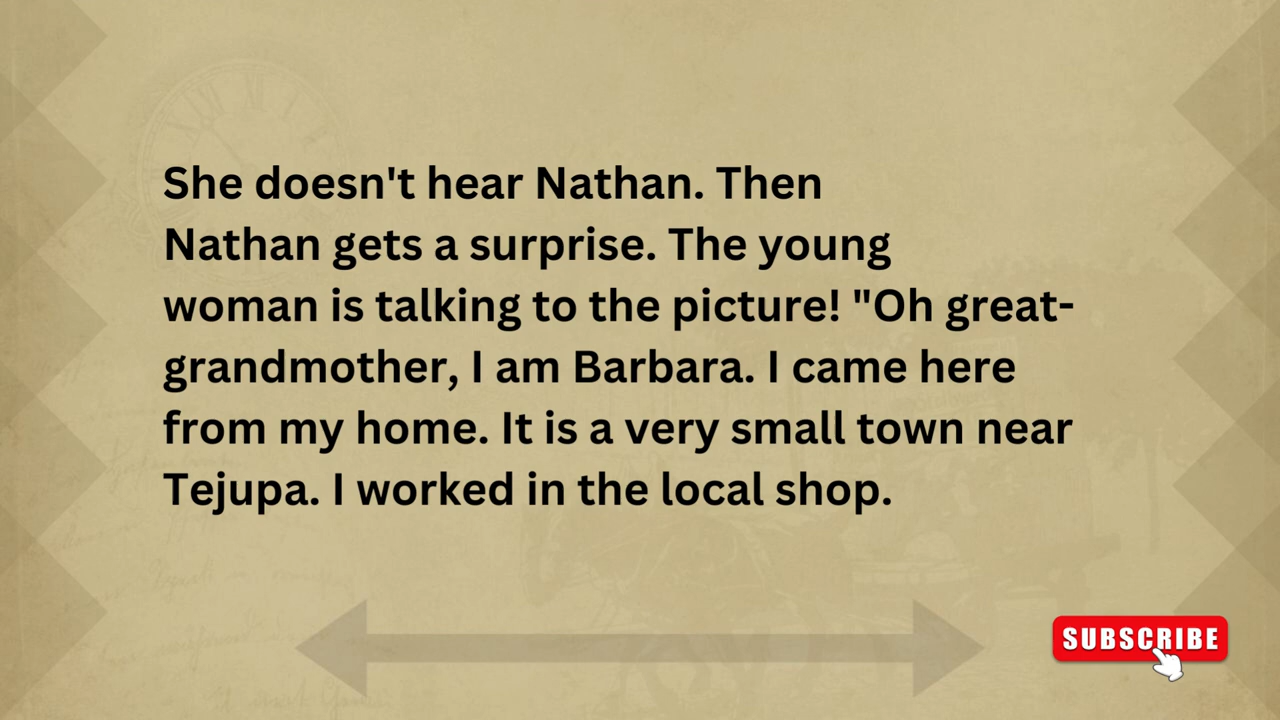 She doesn't hear Nathan. Then
Nathan gets a surprise. The young
woman is talking to the picture! "Oh great-
grandmother, I am Barbara. I came here
from my home. It is a very small town near
Tejupa. I worked in the local shop.
SUBSCRIBE